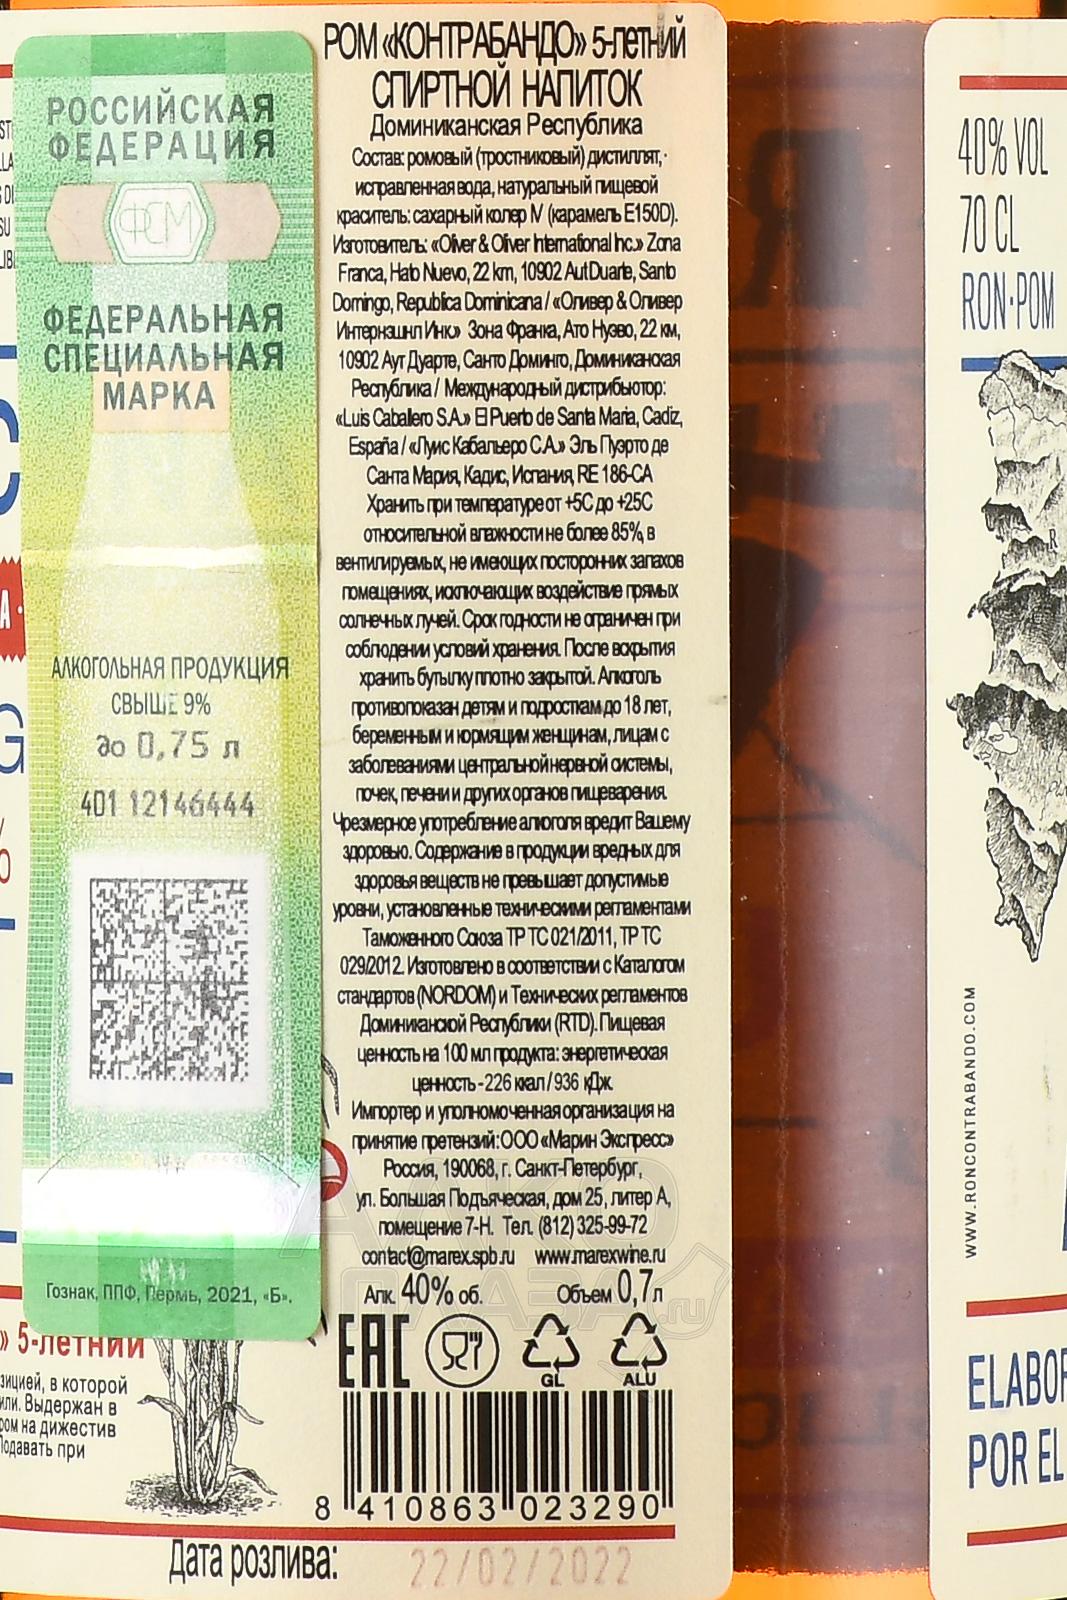 РОССИЙСКАЯ
ФЕДЕРАЦИЯ
ФСМ
ФЕДЕРАЛЬНАЯ
СПЕЦИАЛЬНАЯ
МАРКА
АЛКОГОЛЬНАЯ ПРОДУКЦИЯ
СВЫШЕ 9%
до 0,75 л
401 12146444
Гознак, ППФ, Пермь, 2021, «Б».
» 5-летний
зицией, в которой
или. Выдержан в
ром на дижестив
Подавать при
РОМ «КОНТРАБАНДО» 5-летний
СПИРТНОЙ НАПИТОК
Доминиканская Республика
Состав: ромовый (тростниковый) дистиллят,
исправленная вода, натуральный пищевой
краситель: сахарный колер IV (карамель Е150D).
Изготовитель: «Oliver & Oliver International Inc.» Zona
Franca, Hato Nuevo, 22 km, 10902 Aut Duarte, Santo
Domingo, Republica Dominicana / «Оливер & Оливер
Интернэшнл Инк.» Зона Франка, Ато Нуэво, 22 км,
10902 Аут Дуарте, Санто Доминго, Доминиканская
Республика / Международный дистрибьютор:
«Luis Caballero S.A.» El Puerto de Santa Maria, Cadiz,
España / «Луис Кабальеро С.А.» Эль Пуэрто де
Санта Мария, Кадис, Испания, RE 186-CA
Хранить при температуре от +5С до +25С
относительной влажности не более 85%, в
вентилируемых, не имеющих посторонних запахов
помещениях, исключающих воздействие прямых
солнечных лучей. Срок годности не ограничен при
соблюдении условий хранения. После вскрытия
хранить бутылку плотно закрытой. Алкоголь
противопоказан детям и подросткам до 18 лет,
беременным и кормящим женщинам, лицам с
заболеваниями центральной нервной системы,
почек, печени и других органов пищеварения.
Чрезмерное употребление алкоголя вредит Вашему
здоровью. Содержание в продукции вредных для
здоровья веществ не превышает допустимые
уровни, установленные техническими регламентами
Таможенного Союза ТР ТС 021/2011, ТР ТС
029/2012. Изготовлено в соответствии с Каталогом
стандартов (NORDOM) и Технических регламентов
Доминиканской Республики (RTD). Пищевая
ценность на 100 мл продукта: энергетическая
ценность - 226 ккал / 936 кДж.
Импортер и уполномоченная организация на
принятие претензий: ООО «Марин Экспресс»
Россия, 190068, г. Санкт-Петербург,
ул. Большая Подъяческая, дом 25, литер А,
помещение 7-Н. Тел. (812) 325-99-72
contact@marex.spb.ru www.marexwine.ru
Алк. 40% об. Объем 0,7 л
ЕАС
GL
ALU
8 410863 023290
Дата розлива: 22/02/2022
40% VOL
70 CL
RON·РОМ
R
WWW.RONCONTRABANDO.COM
ELABOR
POR EL
АЛКО
ПЛАЗА
.ru